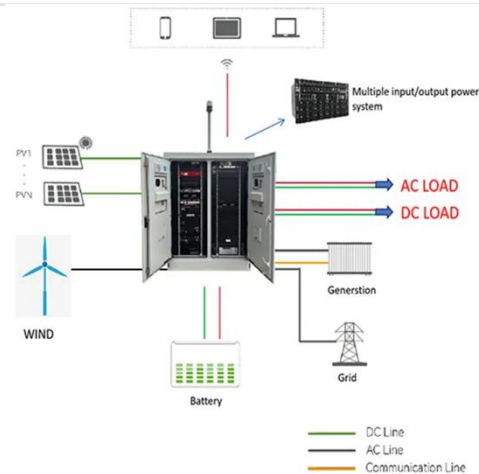 Multiple input/output power
system
PV1
PVN
AC LOAD
DC LOAD
Generstion
WIND
Grid
Battery
DC Line
AC Line
Communication Line